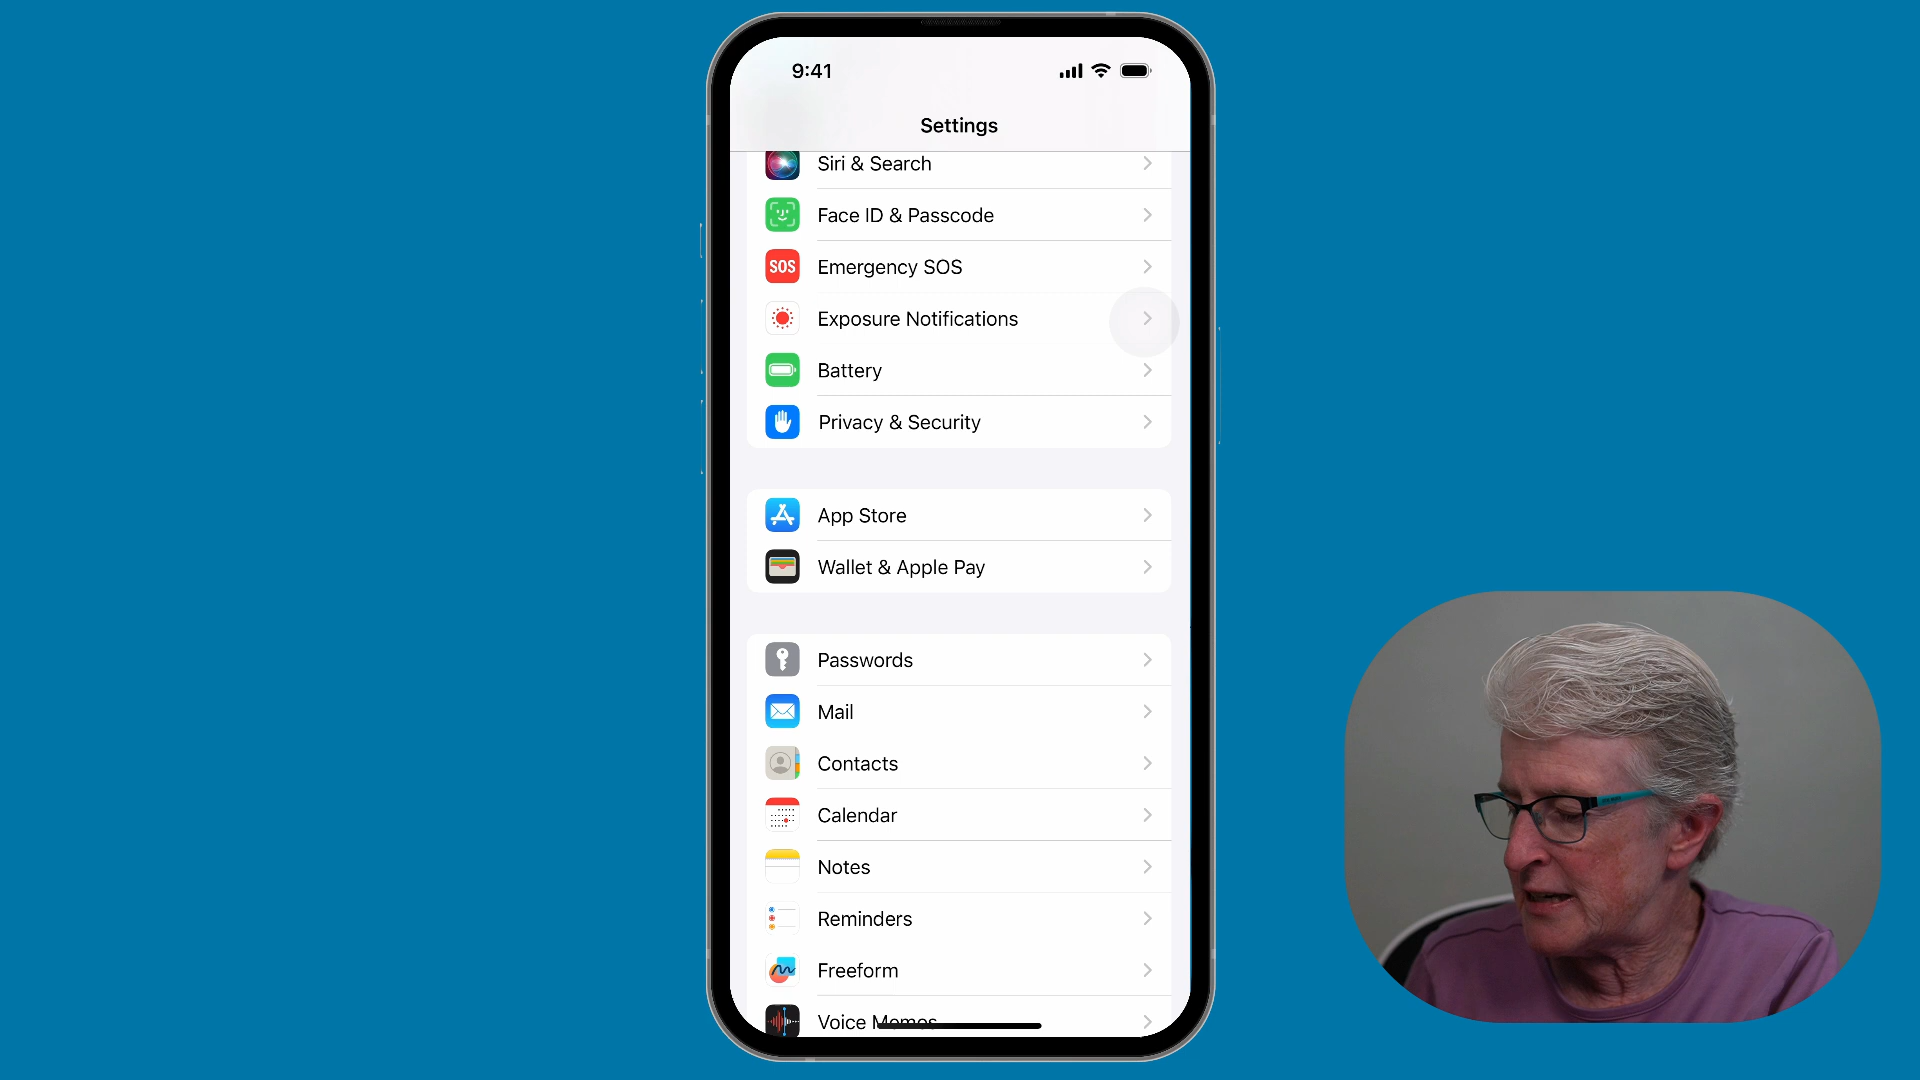 9:41
Settings
Siri & Search
Face ID & Passcode
SOS
Emergency SOS
Exposure Notifications
Battery
Privacy & Security
App Store
Wallet & Apple Pay
Passwords
Mail
Contacts
Calendar
Notes
Reminders
Freeform
Voice Memos